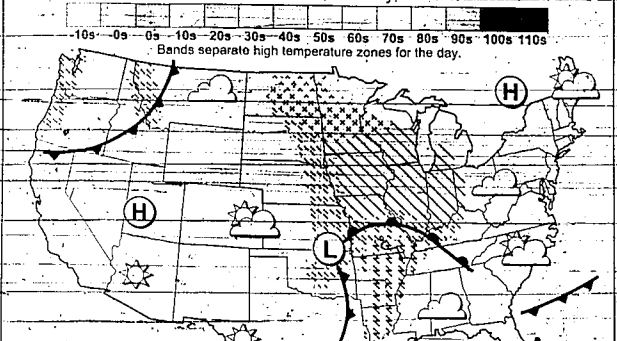 -10s -0s 0s 10s 20s 30s 40s 50s 60s 70s 80s 90s 100s 110s
Bands separate high temperature zones for the day.
H
H
L